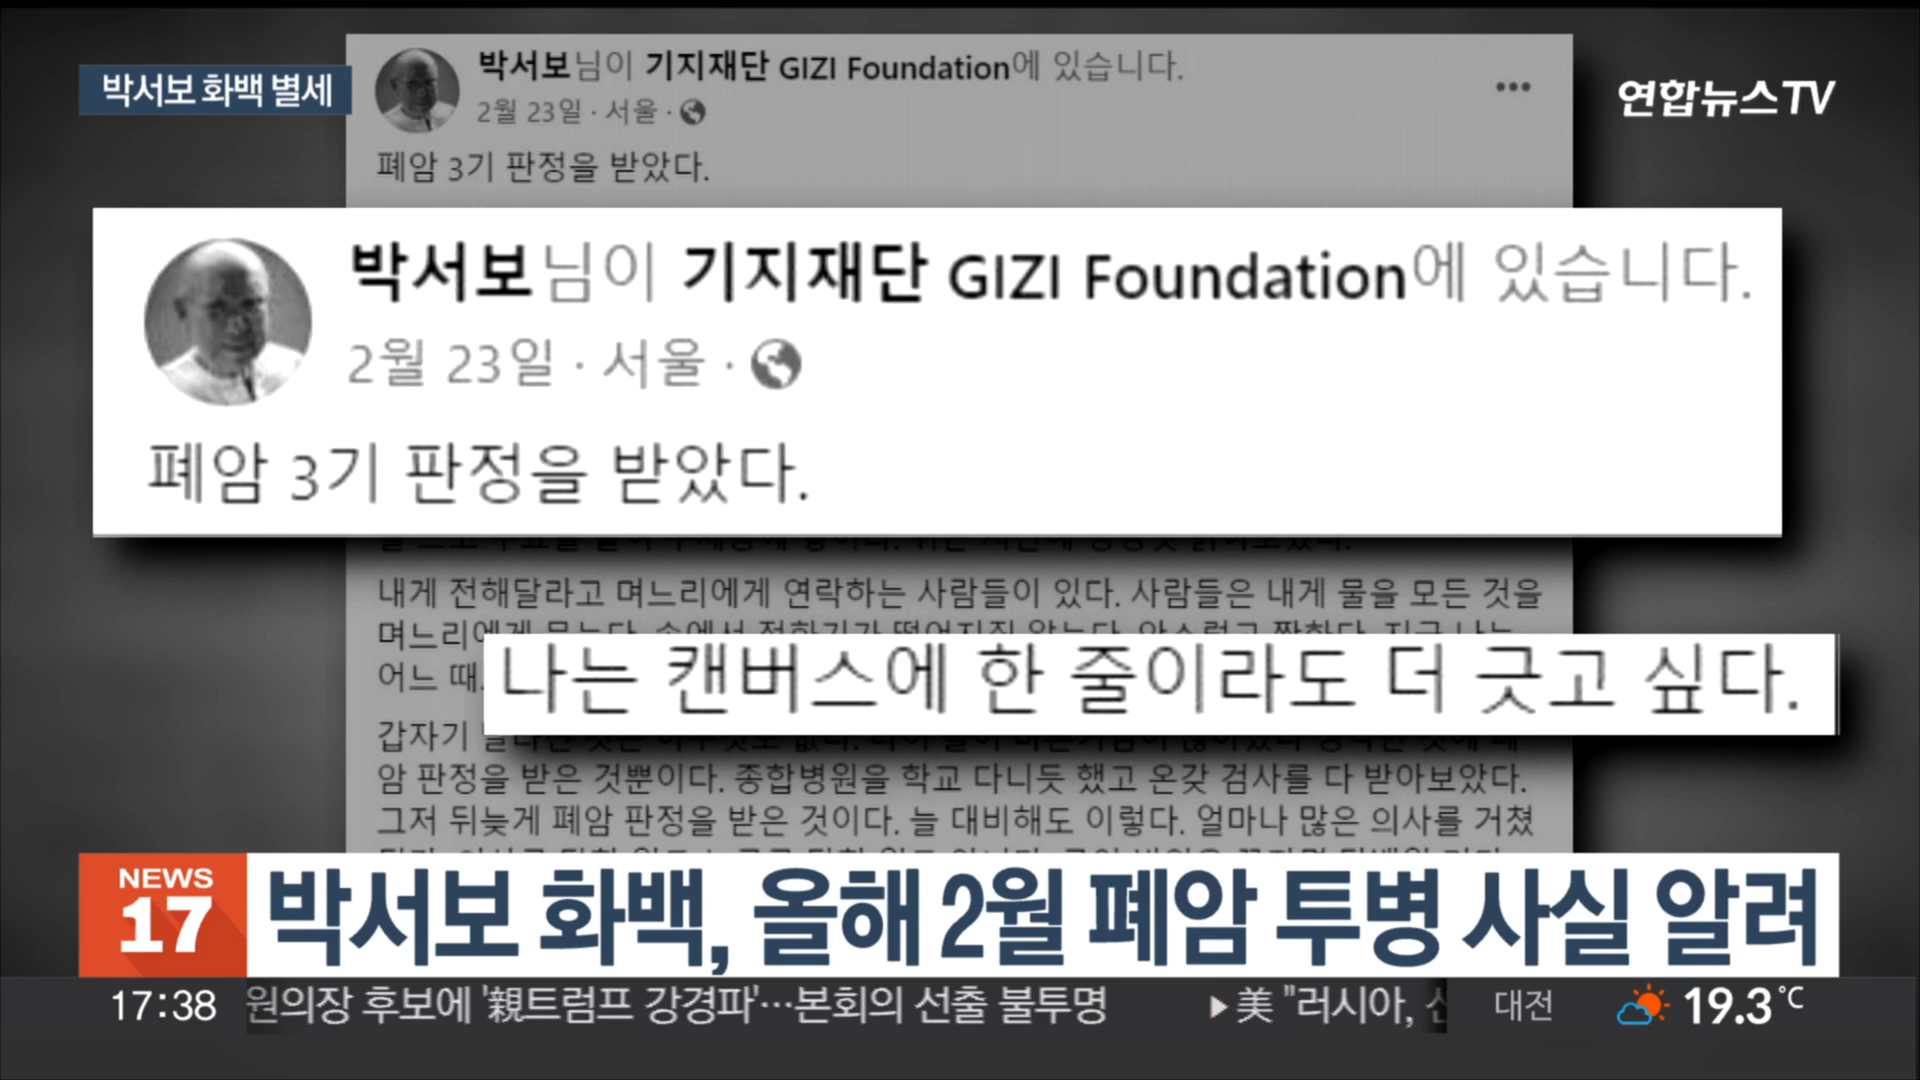 박서보 화백 별세
박서보님이 기지재단 GIZI Foundation에 있습니다.
2월 23일 · 서울 ·
폐암 3기 판정을 받았다.
연합뉴스TV
박서보님이 기지재단 GIZI Foundation에 있습니다.
2월 23일 · 서울 ·
폐암 3기 판정을 받았다.
내게 전해달라고 며느리에게 연락하는 사람들이 있다. 사람들은 내게 물을 모든 것을
며느리에게
어느 때
나는 캔버스에 한 줄이라도 더 긋고 싶다.
갑자기
암 판정을 받은 것뿐이다. 종합병원을 학교 다니듯 했고 온갖 검사를 다 받아보았다.
그저 뒤늦게 폐암 판정을 받은 것이다. 늘 대비해도 이렇다. 얼마나 많은 의사를 거쳤
NEWS
17
박서보 화백, 올해 2월 폐암 투병 사실 알려
17:38 원의장 후보에 '親트럼프 강경파'…본회의 선출 불투명 ▶美 "러시아, 대전 19.3℃